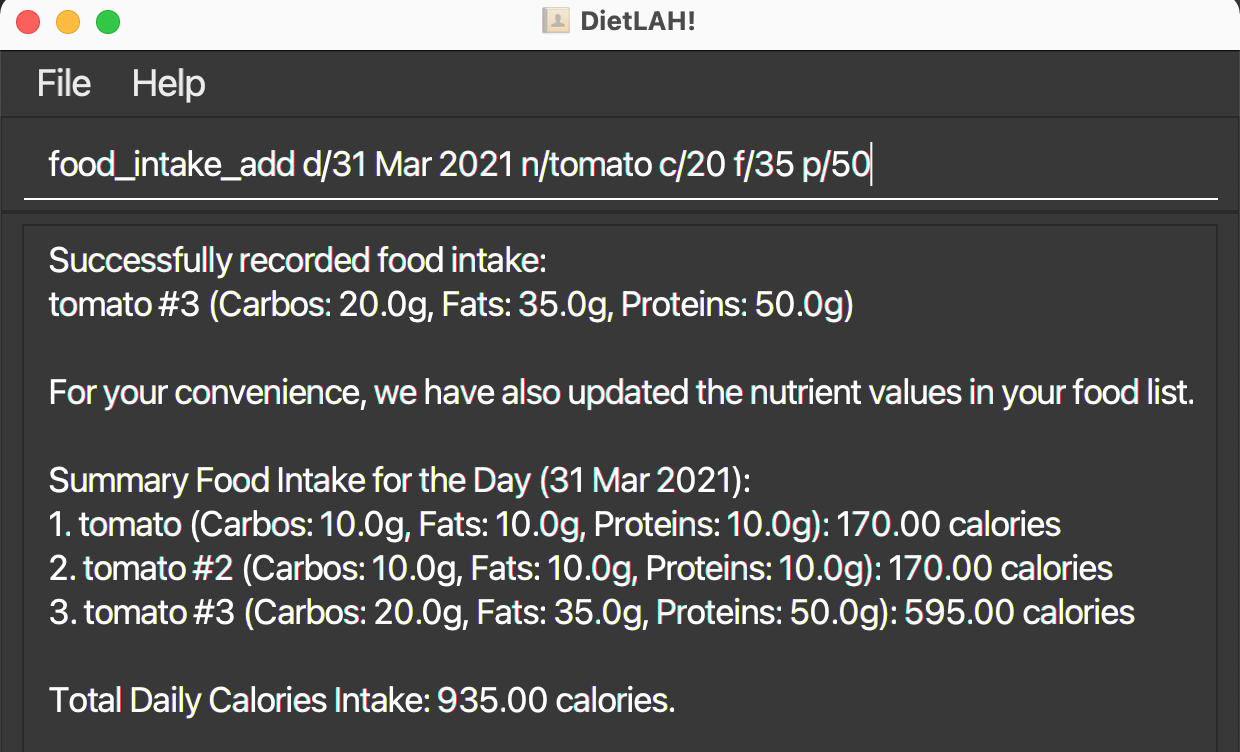 DietLAH!
File Help
food_intake_add d/31 Mar 2021 n/tomato c/20 f/35 p/50
Successfully recorded food intake:
tomato #3 (Carbos: 20.0g, Fats: 35.0g, Proteins: 50.0g)
For your convenience, we have also updated the nutrient values in your food list.
Summary Food Intake for the Day (31 Mar 2021):
1. tomato (Carbos: 10.0g, Fats: 10.0g, Proteins: 10.0g): 170.00 calories
2. tomato #2 (Carbos: 10.0g, Fats: 10.0g, Proteins: 10.0g): 170.00 calories
3. tomato #3 (Carbos: 20.0g, Fats: 35.0g, Proteins: 50.0g): 595.00 calories
Total Daily Calories Intake: 935.00 calories.